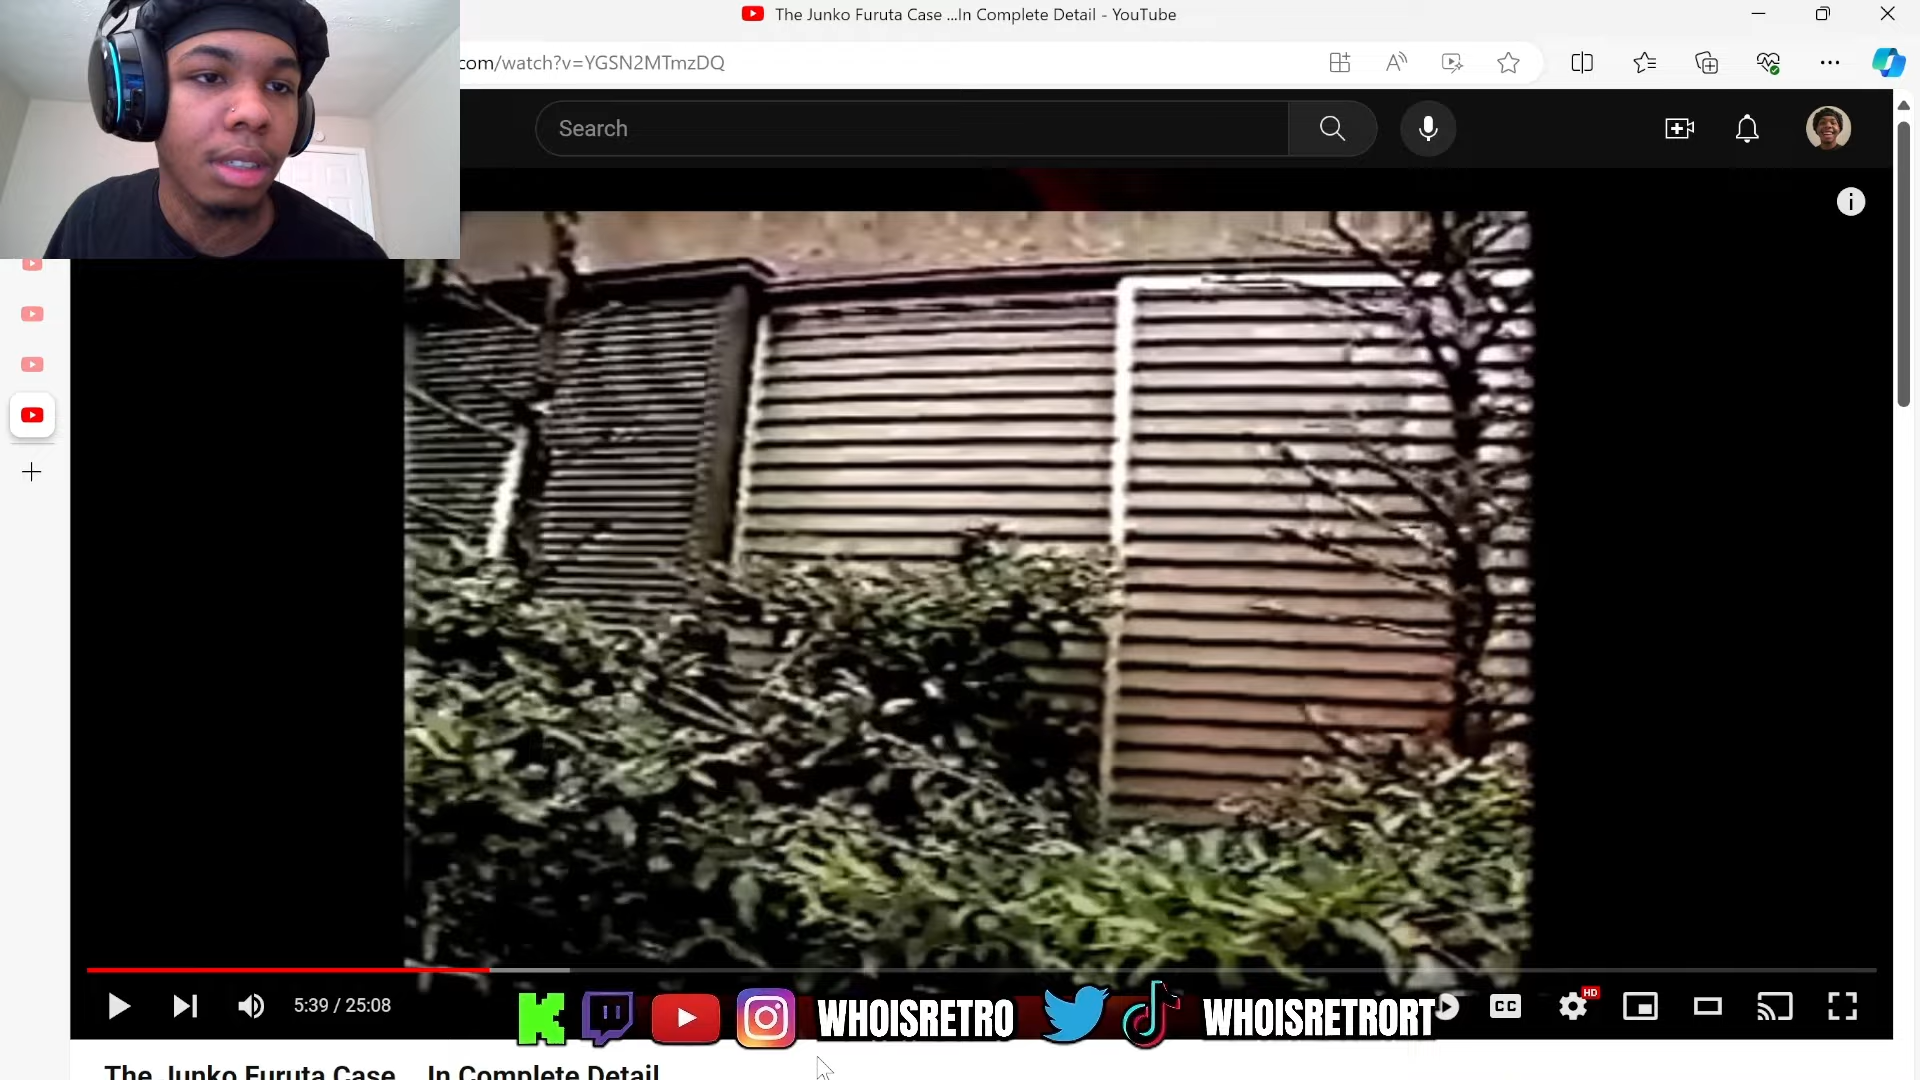 The Junko Furuta Case ...In Complete Detail - YouTube
com/watch?v=YGSN2MTmzDQ
Search
5:39 / 25:08
WHOISRETRO
WHOISRETRORT
CC
HD
The Junko Furuta Case ...In Complete Detail